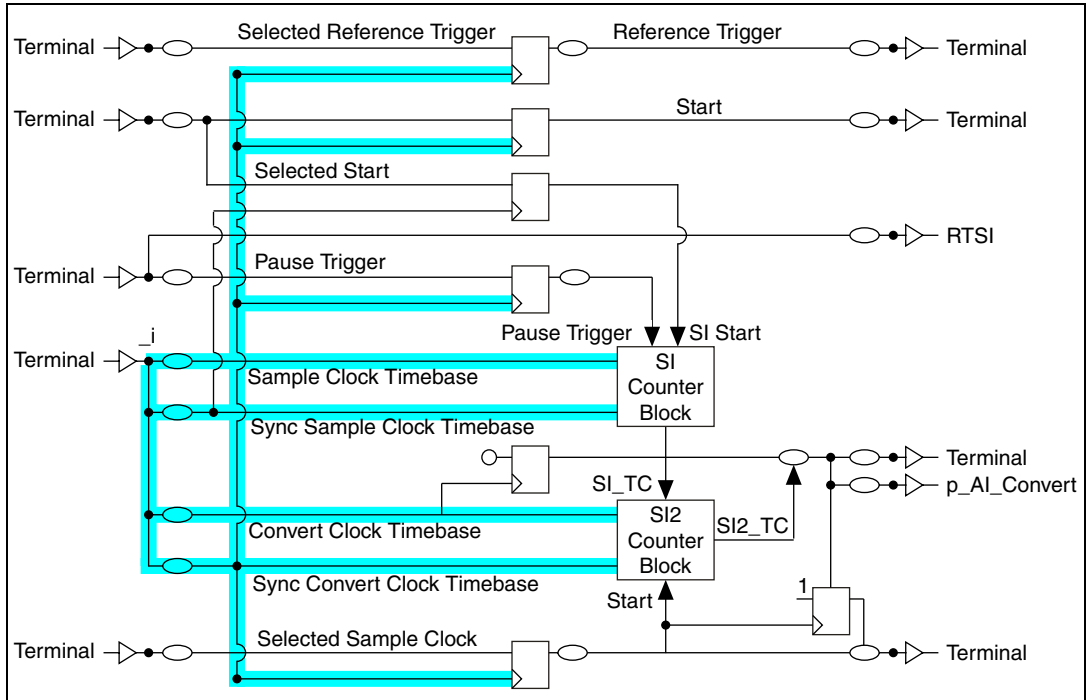 Terminal Selected Reference Trigger Reference Trigger Terminal
Terminal Start Terminal
Selected Start
RTSI
Pause Trigger
Terminal
Pause Trigger SI Start
_i
Terminal SI
Sample Clock Timebase Counter
Block
Sync Sample Clock Timebase
Terminal
SI_TC p_AI_Convert
SI2 SI2_TC
Convert Clock Timebase Counter
Block
Sync Convert Clock Timebase
Start 1
Selected Sample Clock
Terminal Terminal